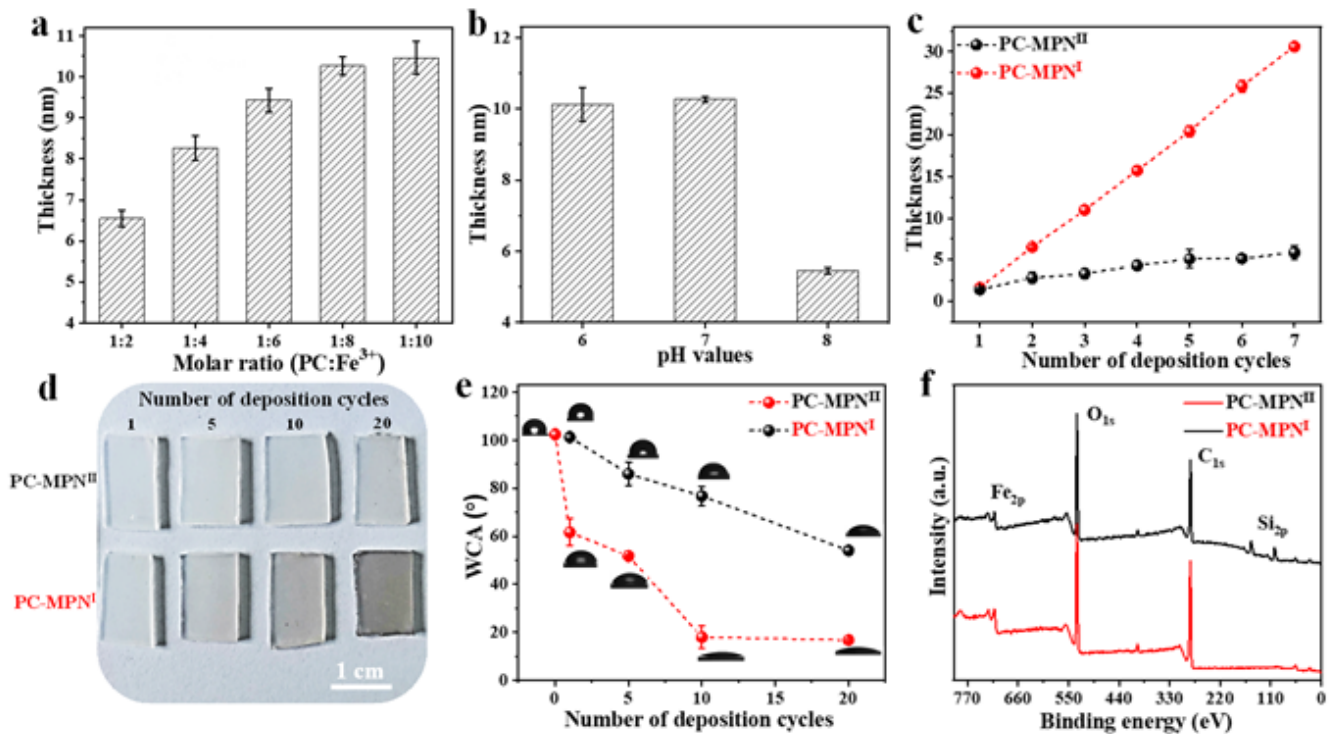 a
Thickness (nm)
11
10
9
8
7
6
5
4
1:2 1:4 1:6 1:8 1:10
Molar ratio (PC:Fe³⁺)
b
Thickness nm)
12
10
8
6
4
6 7 8
pH values
c
Thickness (nm)
30
25
20
15
10
5
0
PC-MPNᴵᴵ
PC-MPNᴵ
1 2 3 4 5 6 7
Number of deposition cycles
d
Number of deposition cycles
1 5 10 20
PC-MPNᴵᴵ
PC-MPNᴵ
1 cm
e
WCA (°)
120
100
80
60
40
20
0
PC-MPNᴵᴵ
PC-MPNᴵ
0 5 10 15 20
Number of deposition cycles
f
Intensity (a.u.)
PC-MPNᴵᴵ
PC-MPNᴵ
O1s
C1s
Fe2p
Si2p
770 660 550 440 330 220 110 0
Binding energy (eV)